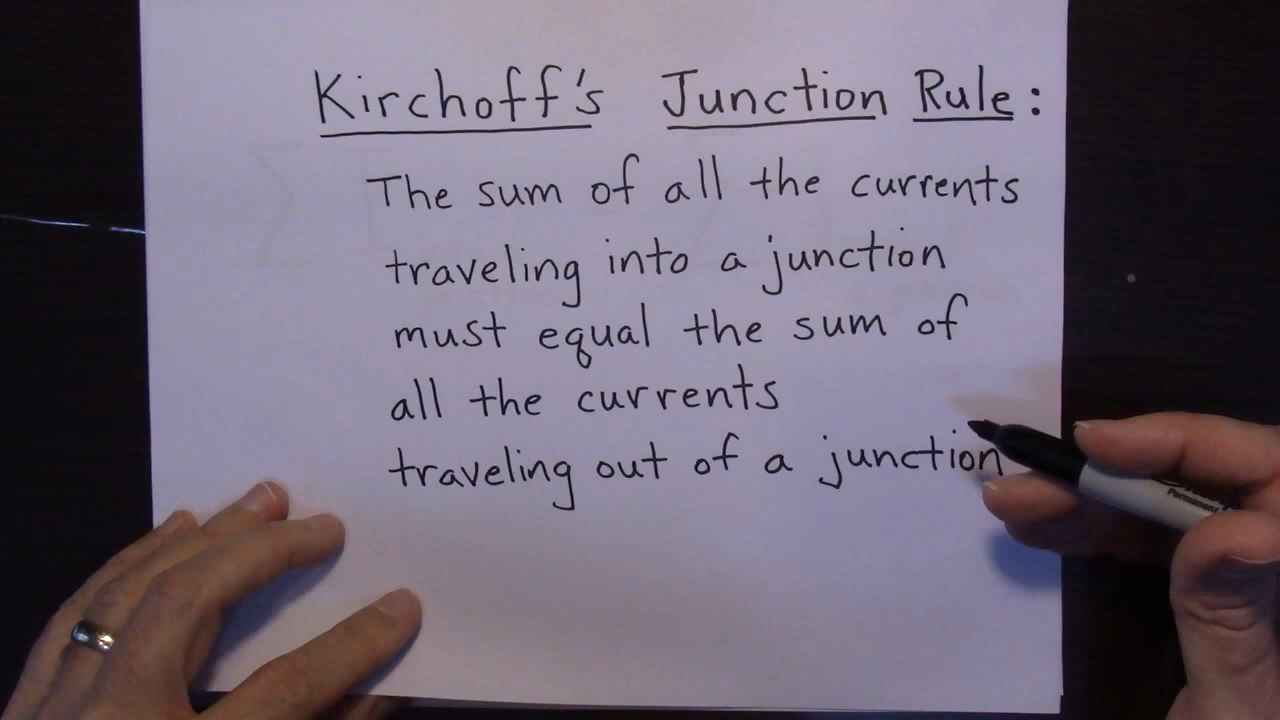 Kirchoff's Junction Rule:
The sum of all the currents
traveling into a junction
must equal the sum of
all the currents
traveling out of a junction
Permanent